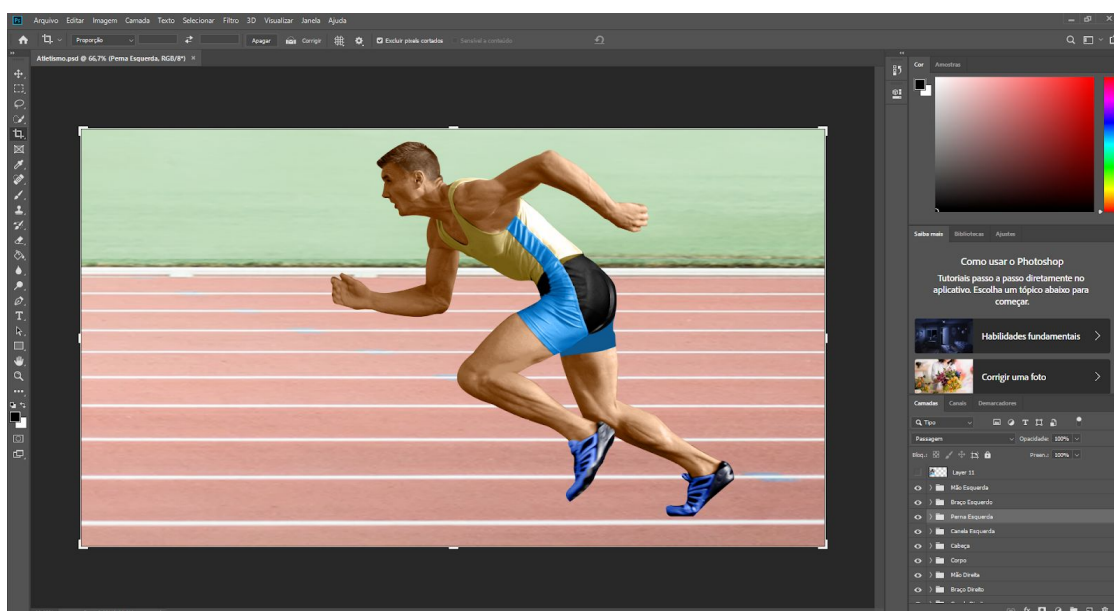 Ps Arquivo Editar Imagem Camada Texto Selecionar Filtro 3D Visualizar Janela Ajuda
Proporção Apagar Corrigir Excluir pixels cortados Sensível a conteúdo
Atletismo.psd @ 66,7% (Perna Esquerda, RGB/8*) ×
Cor Amostras
Saiba mais Bibliotecas Ajustes
Como usar o Photoshop
Tutoriais passo a passo diretamente no
aplicativo. Escolha um tópico abaixo para
começar.
Habilidades fundamentais
Corrigir uma foto
Camadas Canais Demarcadores
Tipo
Passagem Opacidade: 100%
Bloq.: Preen.: 100%
Layer 11
Mão Esquerda
Braço Esquerdo
Perna Esquerda
Canela Esquerda
Cabeça
Corpo
Mão Direita
Braço Direito